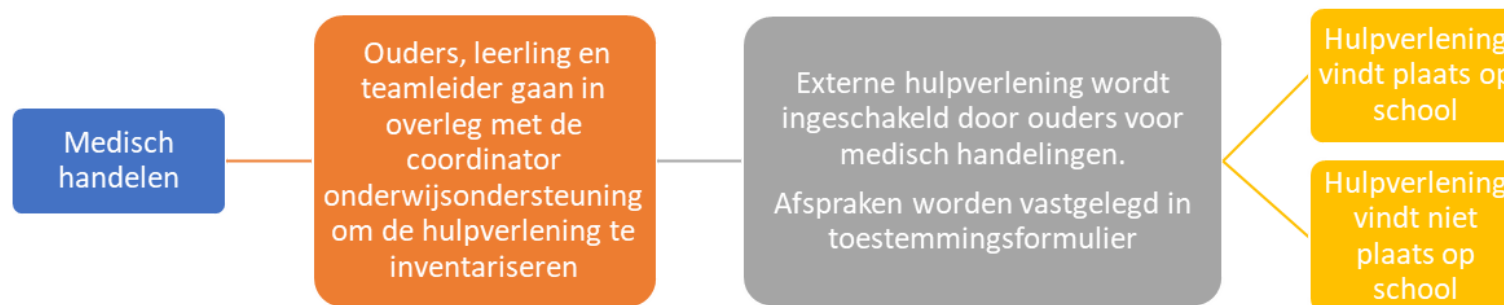 Medisch
handelen
Ouders, leerling en
teamleider gaan in
overleg met de
coordinator
onderwijsondersteuning
om de hulpverlening te
inventariseren
Externe hulpverlening wordt
ingeschakeld door ouders voor
medisch handelingen.
Afspraken worden vastgelegd in
toestemmingsformulier
Hulpverlening
vindt plaats op
school
Hulpverlening
vindt niet
plaats op
school